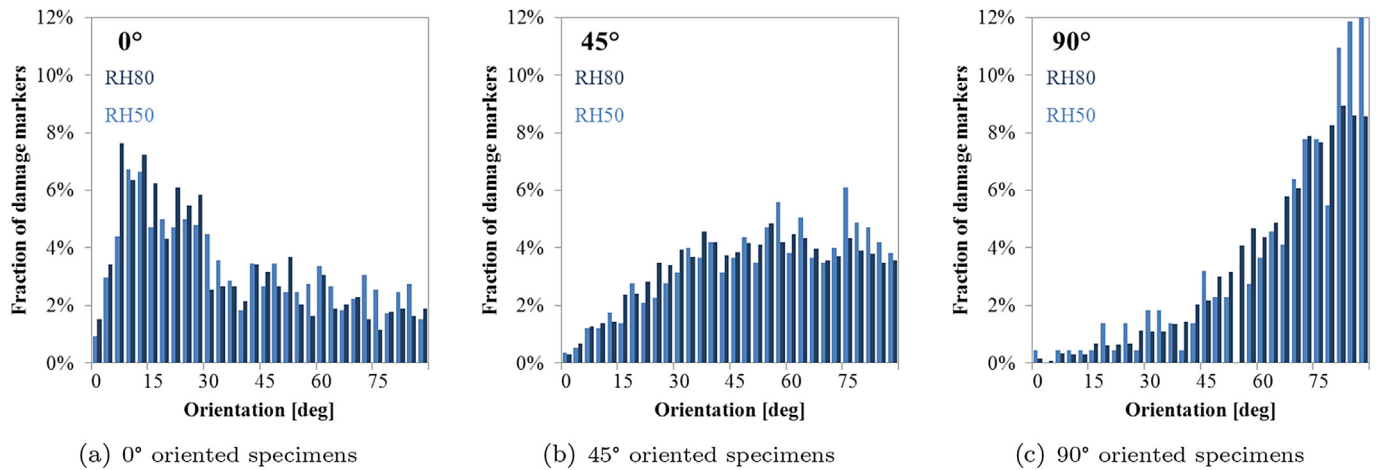 Fraction of damage markers
12%
10%
8%
6%
4%
2%
0%
0°
RH80
RH50
0 15 30 45 60 75
Orientation [deg]
(a) 0° oriented specimens
Fraction of damage markers
12%
10%
8%
6%
4%
2%
0%
45°
RH80
RH50
0 15 30 45 60 75
Orientation [deg]
(b) 45° oriented specimens
Fraction of damage markers
12%
10%
8%
6%
4%
2%
0%
90°
RH80
RH50
0 15 30 45 60 75
Orientation [deg]
(c) 90° oriented specimens